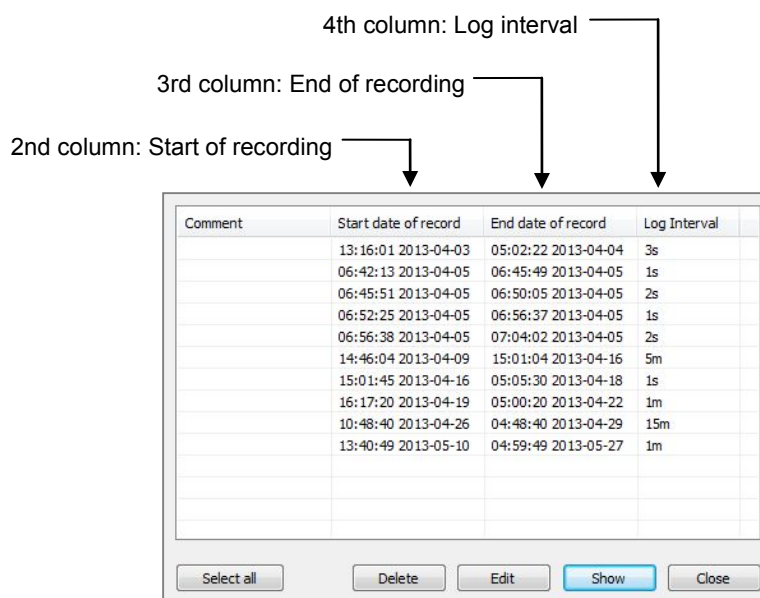 4th column: Log interval
3rd column: End of recording
2nd column: Start of recording
Comment Start date of record End date of record Log Interval
13:16:01 2013-04-03 05:02:22 2013-04-04 3s
06:42:13 2013-04-05 06:45:49 2013-04-05 1s
06:45:51 2013-04-05 06:50:05 2013-04-05 2s
06:52:25 2013-04-05 06:56:37 2013-04-05 1s
06:56:38 2013-04-05 07:04:02 2013-04-05 2s
14:46:04 2013-04-09 15:01:04 2013-04-16 5m
15:01:45 2013-04-16 05:05:30 2013-04-18 1s
16:17:20 2013-04-19 05:00:20 2013-04-22 1m
10:48:40 2013-04-26 04:48:40 2013-04-29 15m
13:40:49 2013-05-10 04:59:49 2013-05-27 1m
Select all Delete Edit Show Close